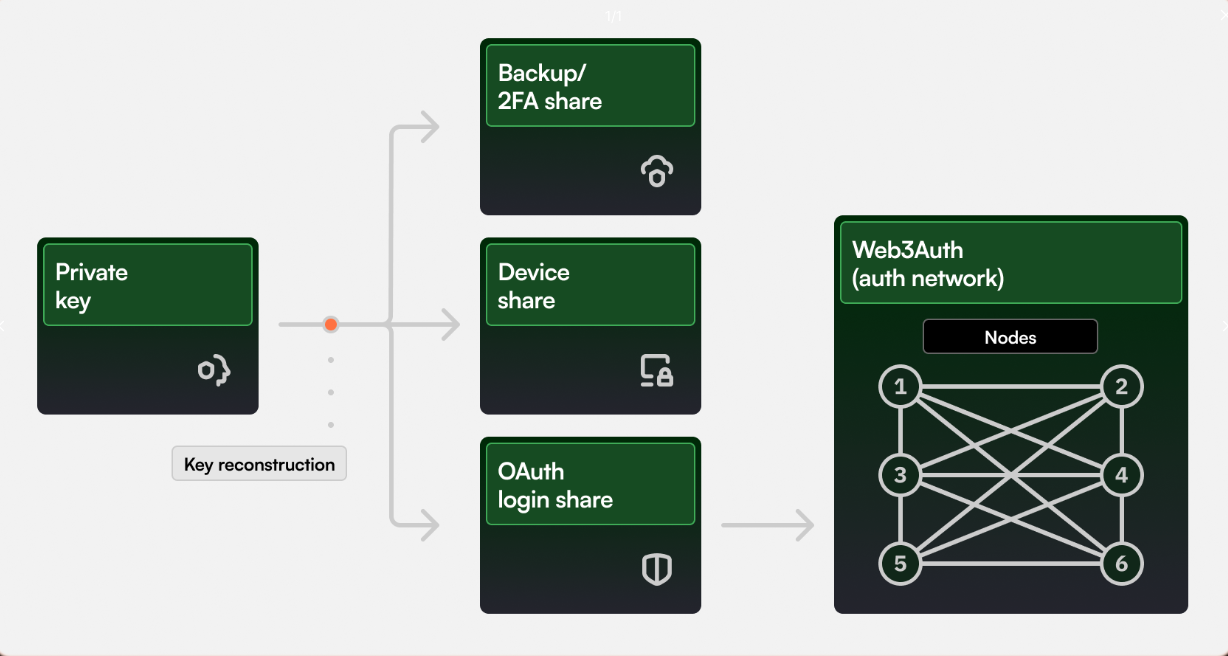 1/1
Backup/
2FA share
Private
key
Device
share
Key reconstruction
OAuth
login share
Web3Auth
(auth network)
Nodes
1
2
3
4
5
6